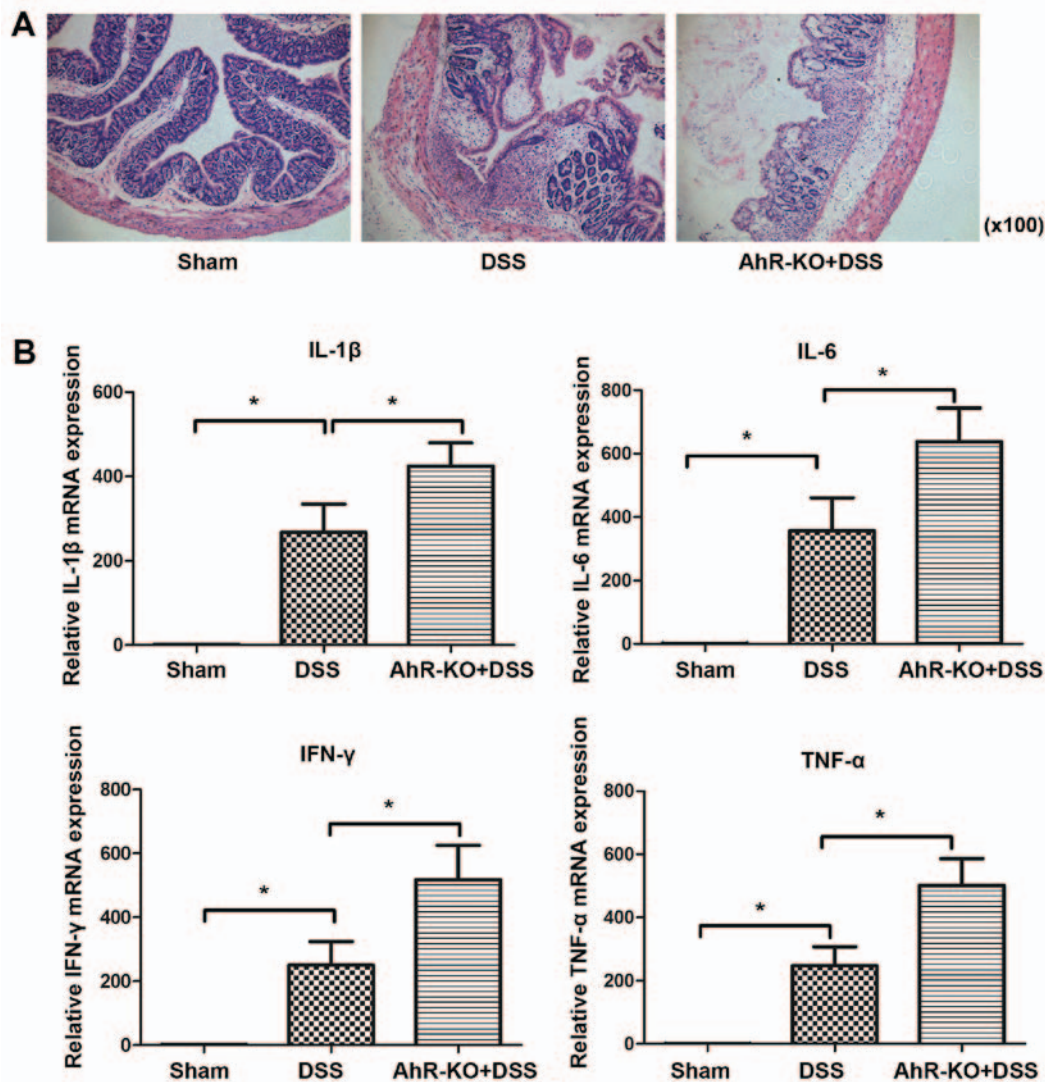 A
(x100)
Sham DSS AhR-KO+DSS
B
IL-1β
Relative IL-1β mRNA expression
600
400
200
0
*
*
Sham DSS AhR-KO+DSS
IL-6
Relative IL-6 mRNA expression
800
600
400
200
0
*
*
Sham DSS AhR-KO+DSS
IFN-γ
Relative IFN-γ mRNA expression
800
600
400
200
0
*
*
Sham DSS AhR-KO+DSS
TNF-α
Relative TNF-α mRNA expression
800
600
400
200
0
*
*
Sham DSS AhR-KO+DSS